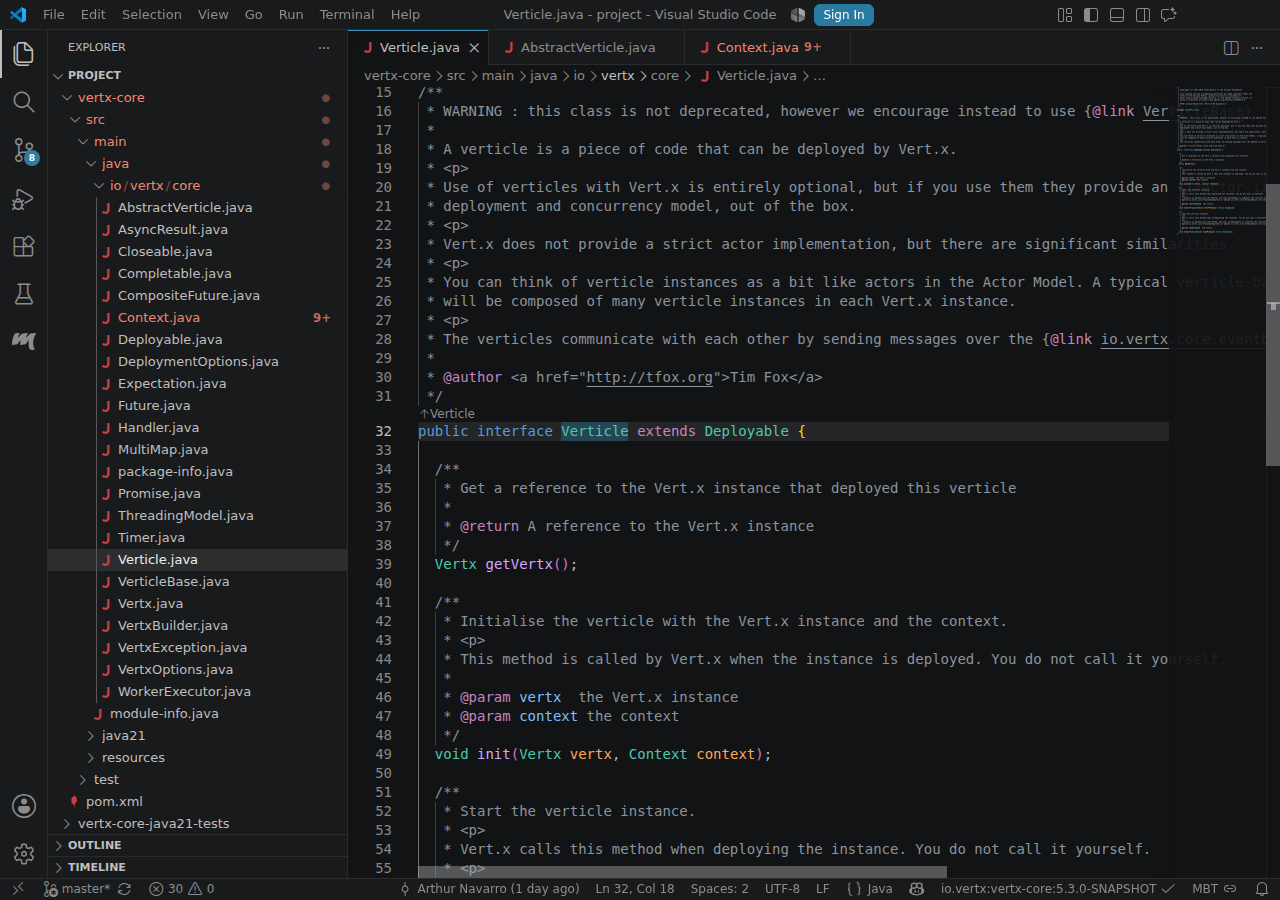 File Edit Selection View Go Run Terminal Help
Verticle.java - project - Visual Studio Code
Sign In
EXPLORER
PROJECT
vertx-core
src
main
java
io/vertx/core
AbstractVerticle.java
AsyncResult.java
Closeable.java
Completable.java
CompositeFuture.java
Context.java 9+
Deployable.java
DeploymentOptions.java
Expectation.java
Future.java
Handler.java
MultiMap.java
package-info.java
Promise.java
ThreadingModel.java
Timer.java
Verticle.java
VerticleBase.java
Vertx.java
VertxBuilder.java
VertxException.java
VertxOptions.java
WorkerExecutor.java
module-info.java
java21
resources
test
pom.xml
vertx-core-java21-tests
OUTLINE
TIMELINE
8
Verticle.java AbstractVerticle.java Context.java 9+
vertx-core > src > main > java > io > vertx > core > Verticle.java > ...
15 /**
16 * WARNING : this class is not deprecated, however we encourage instead to use {@link VerticleBase}
17 *
18 * A verticle is a piece of code that can be deployed by Vert.x.
19 * <p>
20 * Use of verticles with Vert.x is entirely optional, but if you use them they provide an actor-li
21 * deployment and concurrency model, out of the box.
22 * <p>
23 * Vert.x does not provide a strict actor implementation, but there are significant similarities.
24 * <p>
25 * You can think of verticle instances as a bit like actors in the Actor Model. A typical verticle-ba
26 * will be composed of many verticle instances in each Vert.x instance.
27 * <p>
28 * The verticles communicate with each other by sending messages over the {@link io.vertx.core.eventb
29 *
30 * @author <a href="http://tfox.org">Tim Fox</a>
31 */
↑Verticle
32 public interface Verticle extends Deployable {
33
34 /**
35 * Get a reference to the Vert.x instance that deployed this verticle
36 *
37 * @return A reference to the Vert.x instance
38 */
39 Vertx getVertx();
40
41 /**
42 * Initialise the verticle with the Vert.x instance and the context.
43 * <p>
44 * This method is called by Vert.x when the instance is deployed. You do not call it yourself.
45 *
46 * @param vertx  the Vert.x instance
47 * @param context the context
48 */
49 void init(Vertx vertx, Context context);
50
51 /**
52 * Start the verticle instance.
53 * <p>
54 * Vert.x calls this method when deploying the instance. You do not call it yourself.
55 * <p>
master* 30 0 Arthur Navarro (1 day ago) Ln 32, Col 18 Spaces: 2 UTF-8 LF {} Java io.vertx:vertx-core:5.3.0-SNAPSHOT MBT